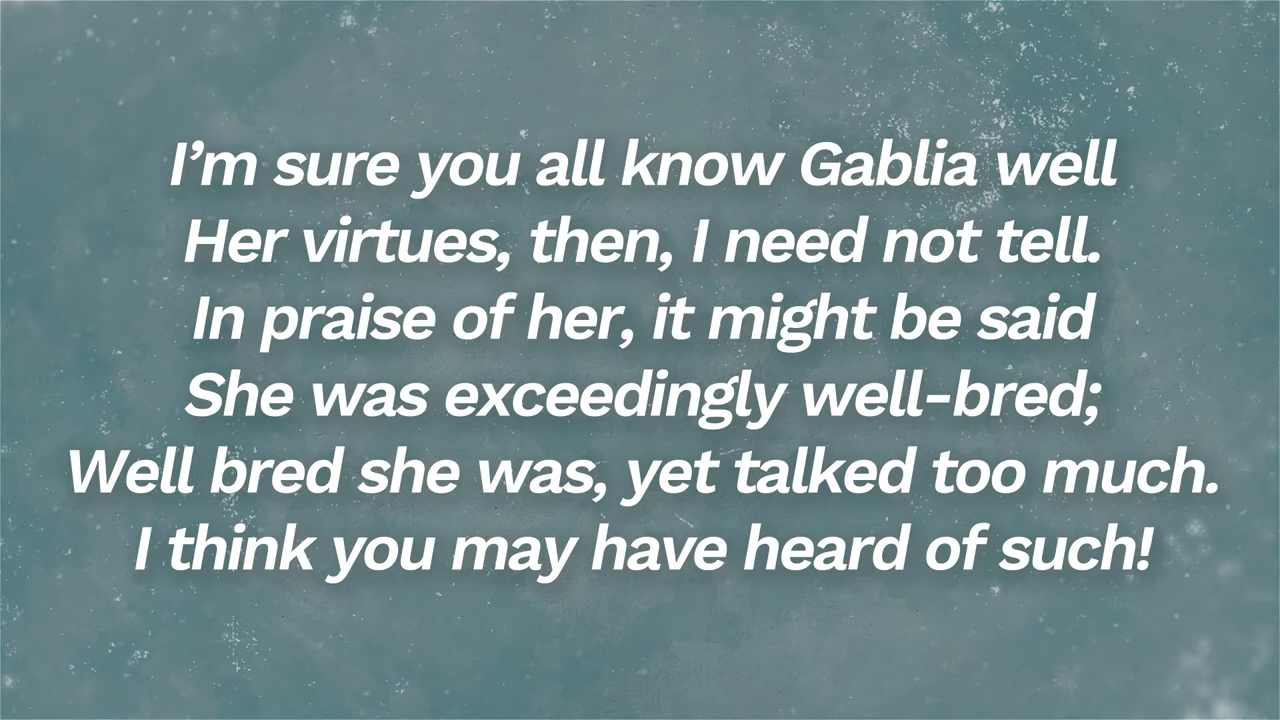 I’m sure you all know Gablia well
Her virtues, then, I need not tell.
In praise of her, it might be said
She was exceedingly well-bred;
Well bred she was, yet talked too much.
I think you may have heard of such!